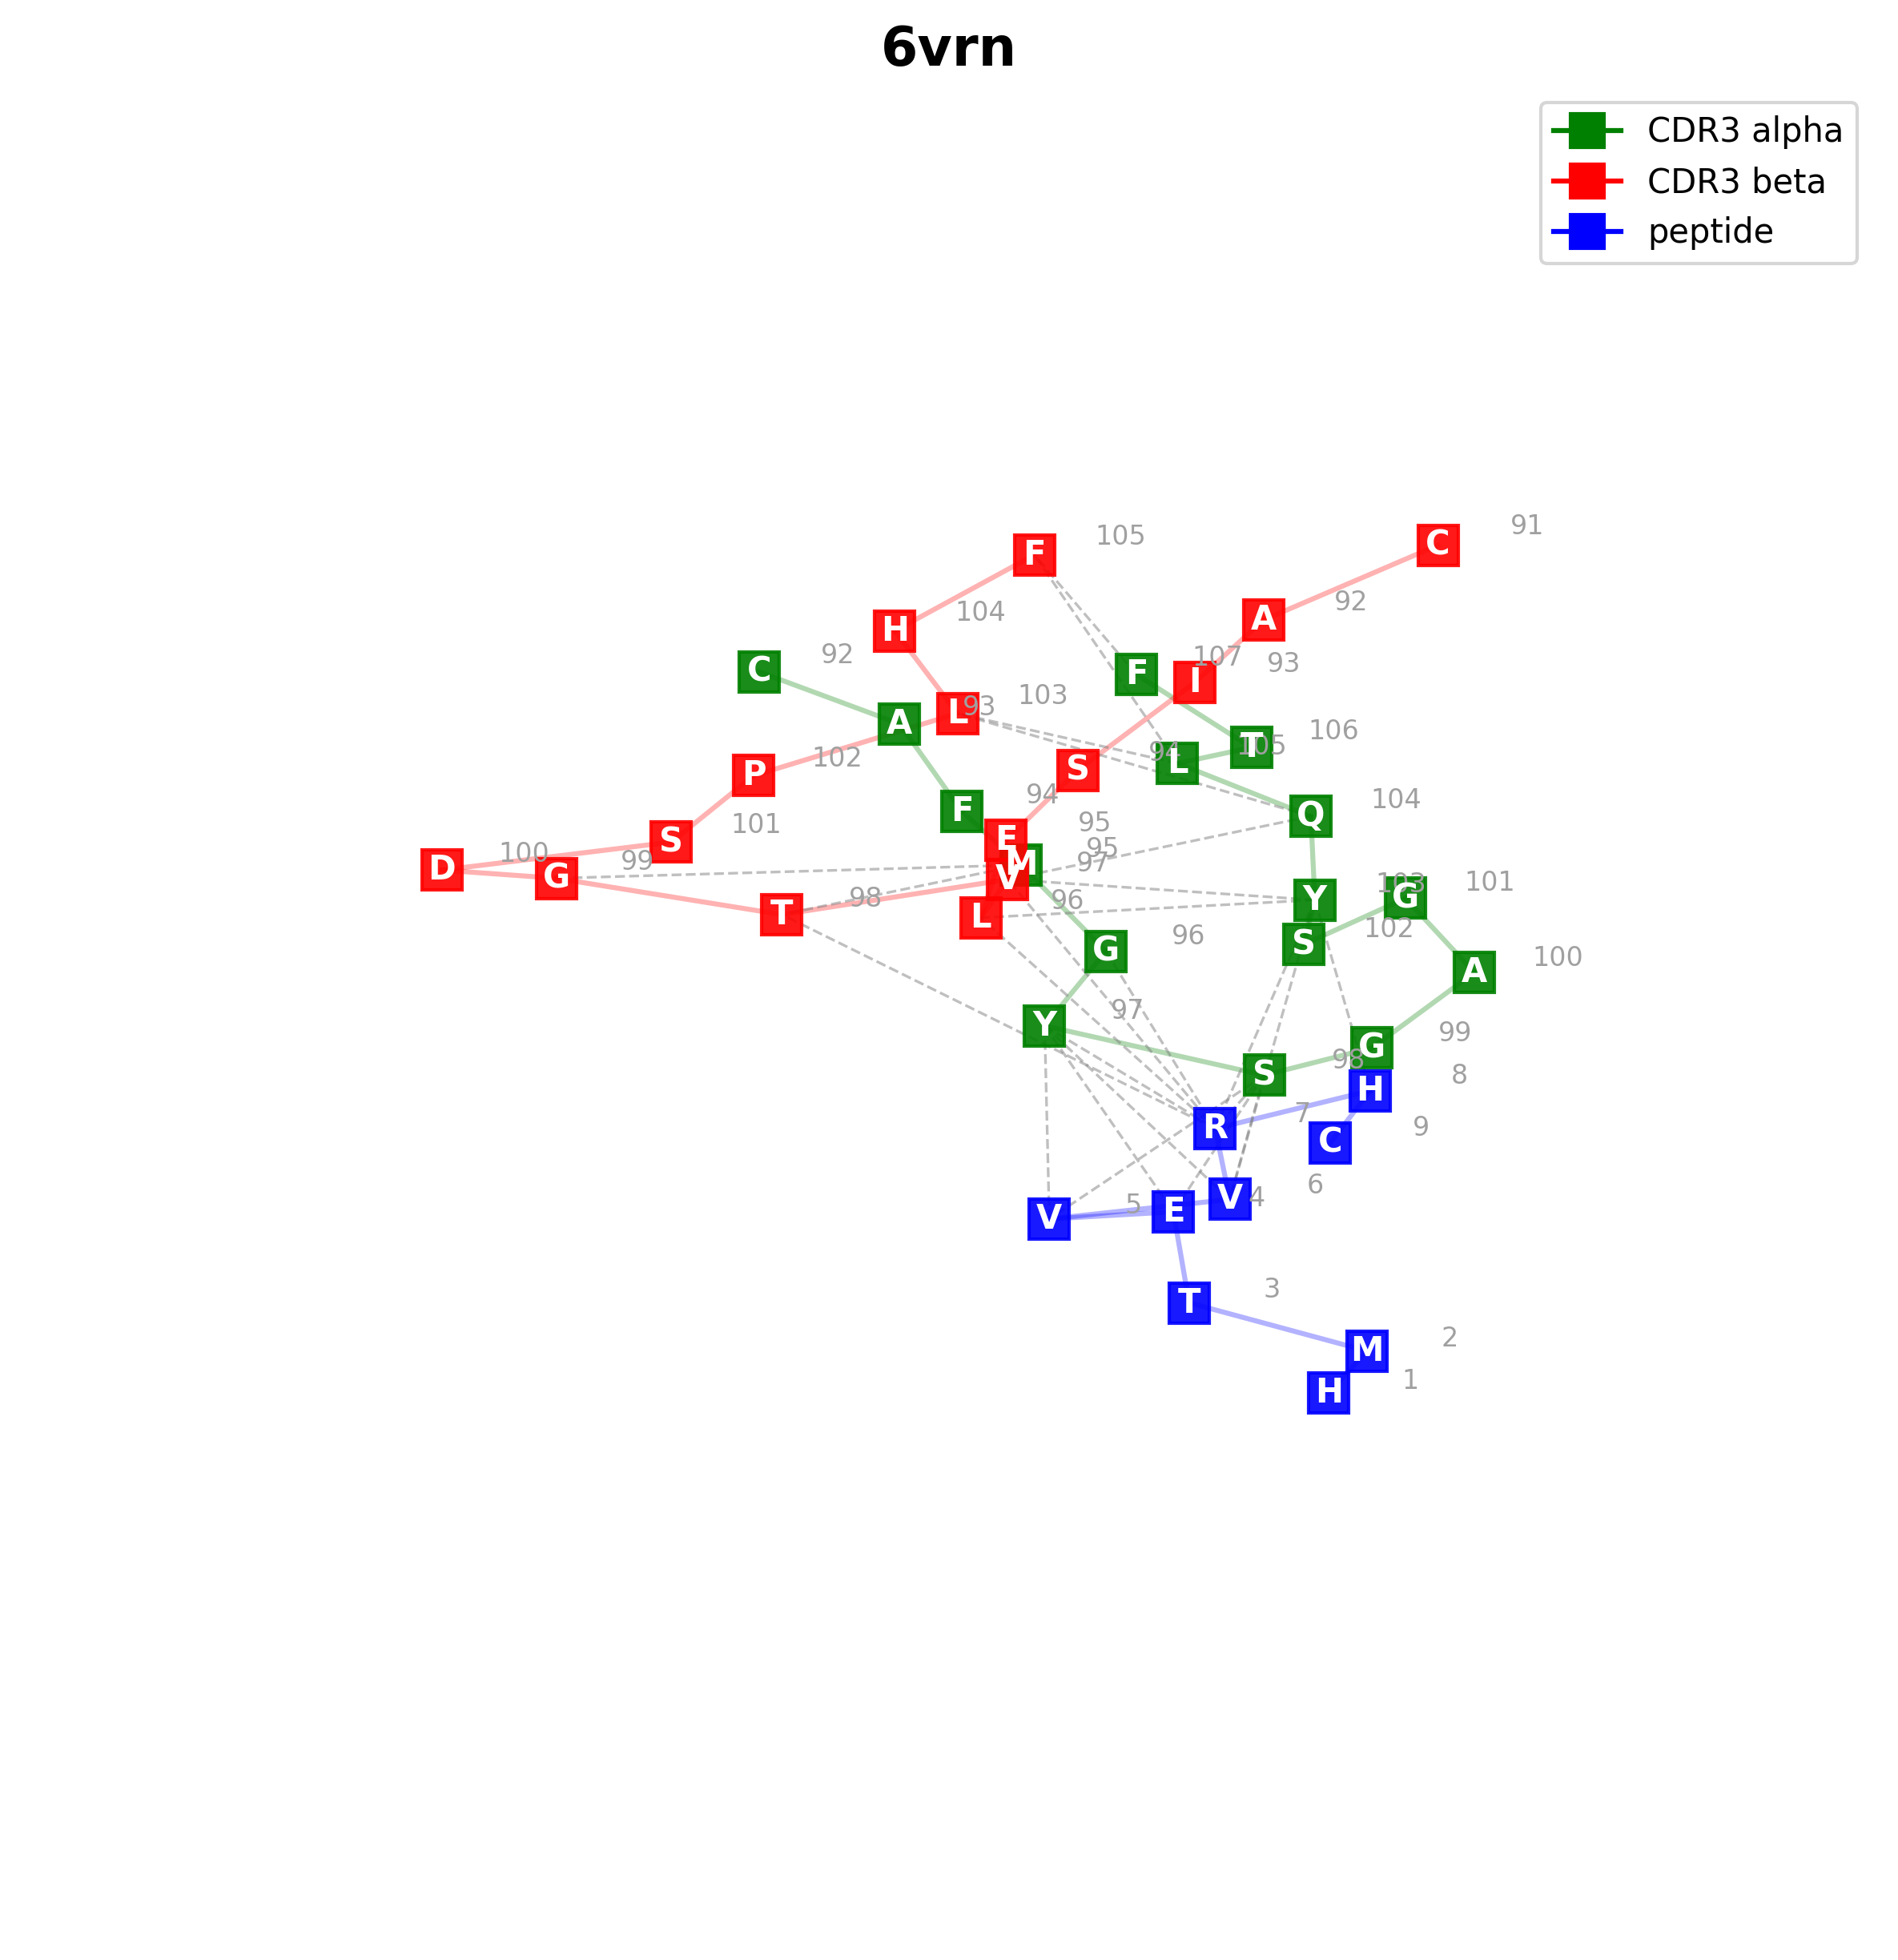 6vrn
CDR3 alpha
CDR3 beta
peptide
C 91
F 105
A 92
H 104
C 92
F 107
I 93
L 103
A 93
T 106
L 105
S 94
P 102
F 94
Q 104
E 95
S 101
M 95
D 100
G 99
V 97
Y 103
G 101
T 98
L 96
S 102
G 96
A 100
Y 97
G 99
S 98
H 8
R 7
C 9
V 6
E 4
V 5
T 3
M 2
H 1